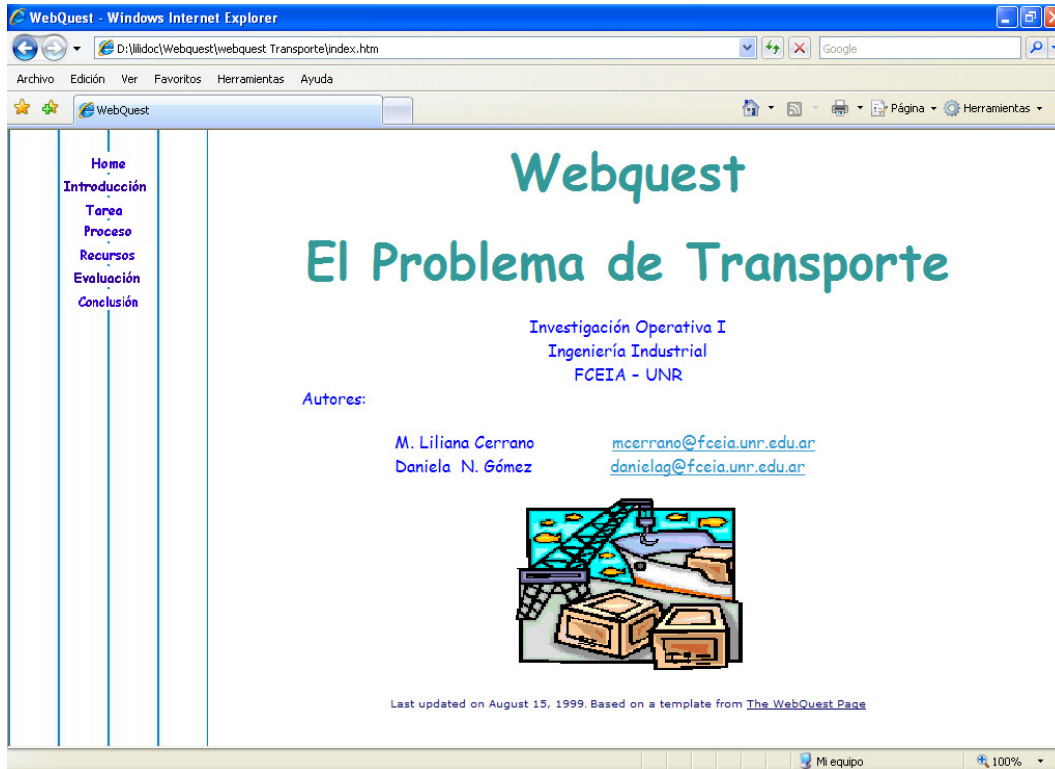 WebQuest - Windows Internet Explorer
D:\lilidoc\Webquest\webquest Transporte\index.htm
Google
Archivo Edición Ver Favoritos Herramientas Ayuda
WebQuest
Página Herramientas
Home
Introducción
Tarea
Proceso
Recursos
Evaluación
Conclusión
Webquest
El Problema de Transporte
Investigación Operativa I
Ingeniería Industrial
FCEIA - UNR
Autores:
M. Liliana Cerrano mcerrano@fceia.unr.edu.ar
Daniela N. Gómez danielag@fceia.unr.edu.ar
Last updated on August 15, 1999. Based on a template from The WebQuest Page
Mi equipo 100%